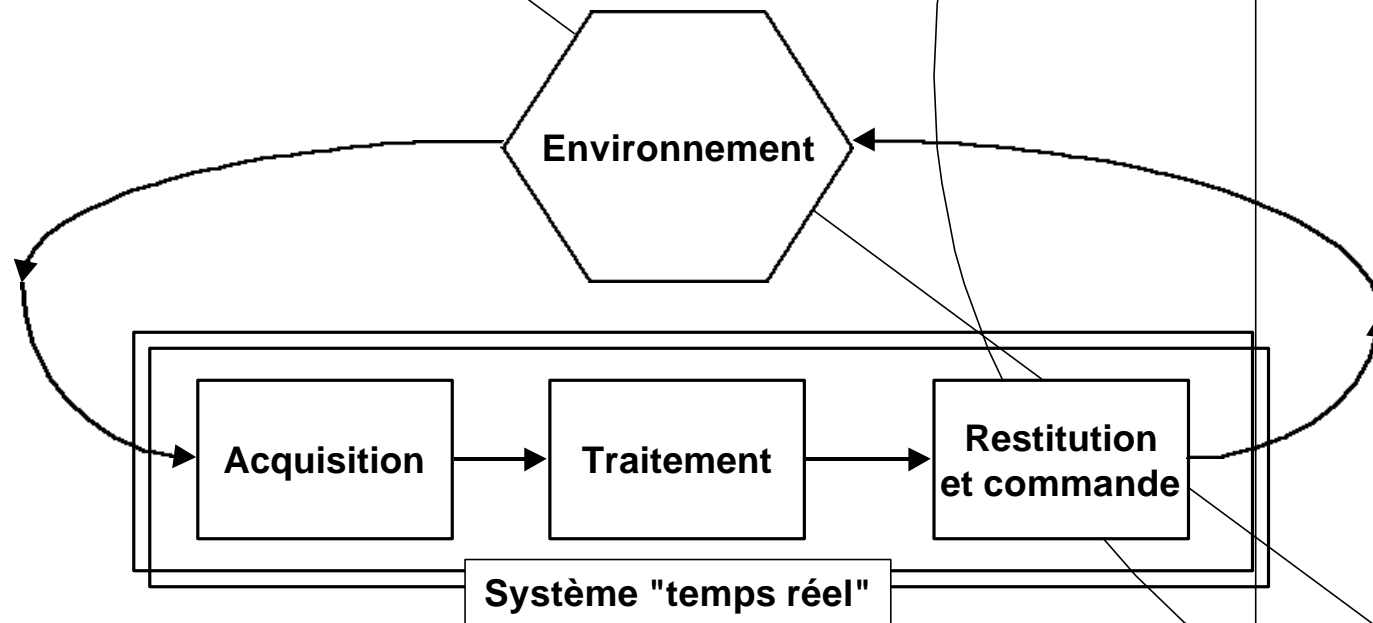 Environnement
Acquisition
Traitement
Restitution
et commande
Système "temps réel"